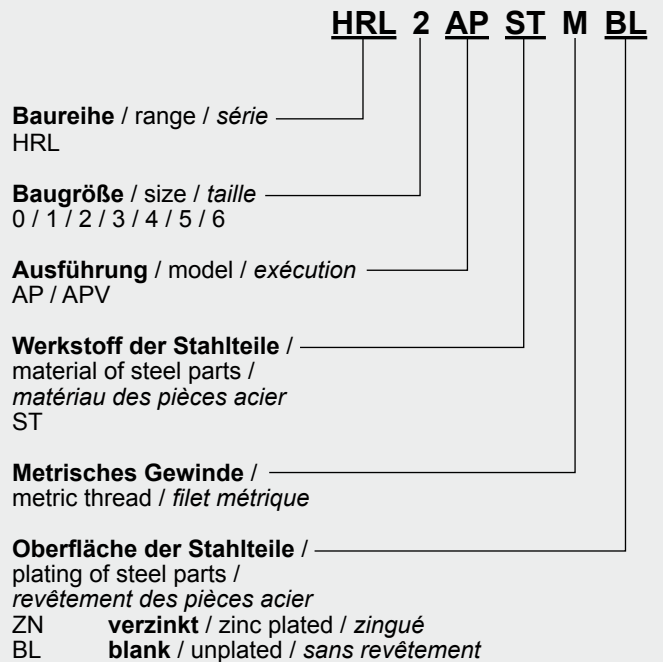 HRL 2 AP ST M BL
Baureihe / range / série
HRL
Baugröße / size / taille
0 / 1 / 2 / 3 / 4 / 5 / 6
Ausführung / model / exécution
AP / APV
Werkstoff der Stahlteile /
material of steel parts /
matériau des pièces acier
ST
Metrisches Gewinde /
metric thread / filet métrique
Oberfläche der Stahlteile /
plating of steel parts /
revêtement des pièces acier
ZN verzinkt / zinc plated / zingué
BL blank / unplated / sans revêtement